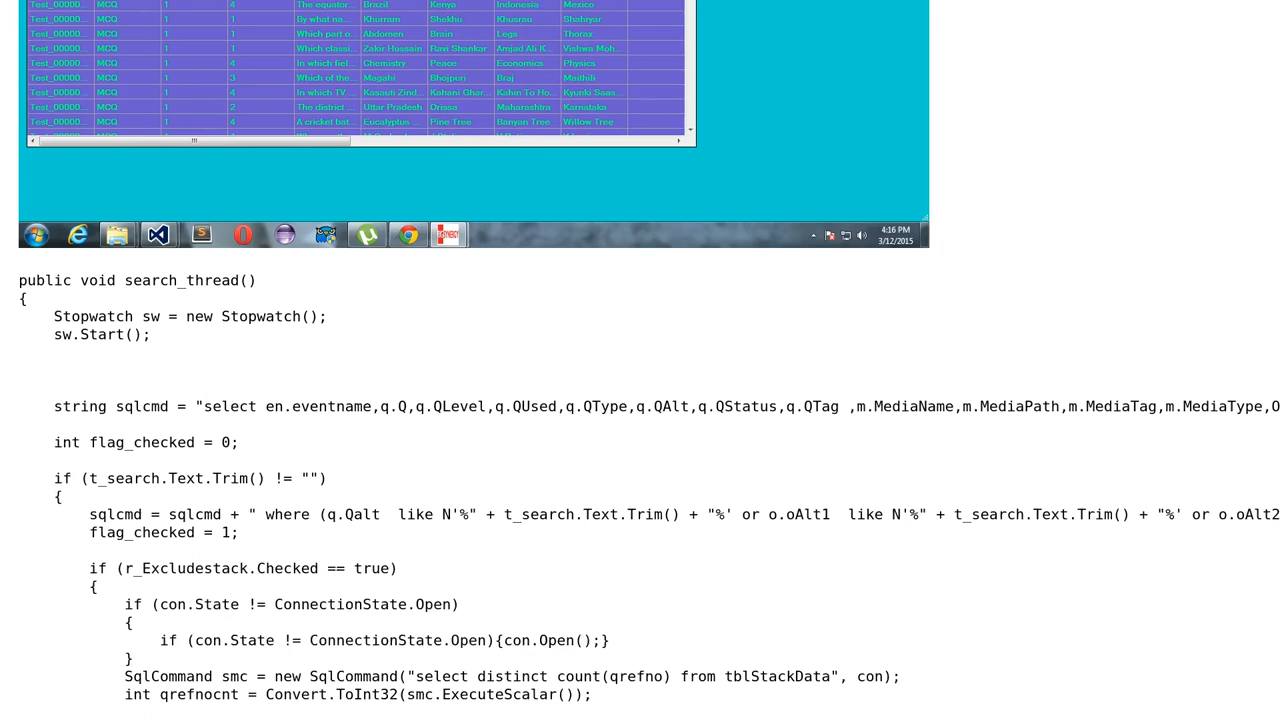 Test_00000... MCQ 1 4 The equator... Brazil Kenya Indonesia Mexico
Test_00000... MCQ 1 1 By what na... Khurram Shekhu Khusrau Shahryar
Test_00000... MCQ 1 1 Which part o... Abdomen Brain Legs Thorax
Test_00000... MCQ 1 1 Which classi... Zakir Hussain Ravi Shankar Amjad Ali K... Vishwa Moh...
Test_00000... MCQ 1 4 In which fiel... Chemistry Peace Economics Physics
Test_00000... MCQ 1 3 Which of the... Magahi Bhojpuri Braj Maithili
Test_00000... MCQ 1 4 In which TV ... Kasauti Zind... Kahani Ghar... Kahin To Ho... Kyunki Saas...
Test_00000... MCQ 1 2 The district ... Uttar Pradesh Orissa Maharashtra Karnataka
Test_00000... MCQ 1 4 A cricket bat... Eucalyptus ... Pine Tree Banyan Tree Willow Tree
4:16 PM
3/12/2015
public void search_thread()
{
Stopwatch sw = new Stopwatch();
sw.Start();
string sqlcmd = "select en.eventname,q.Q,q.QLevel,q.QUsed,q.QType,q.QAlt,q.QStatus,q.QTag ,m.MediaName,m.MediaPath,m.MediaTag,m.MediaType,O
int flag_checked = 0;
if (t_search.Text.Trim() != "")
{
sqlcmd = sqlcmd + " where (q.Qalt  like N'%" + t_search.Text.Trim() + "%' or o.oAlt1  like N'%" + t_search.Text.Trim() + "%' or o.oAlt2
flag_checked = 1;
if (r_Excludestack.Checked == true)
{
if (con.State != ConnectionState.Open)
{
if (con.State != ConnectionState.Open){con.Open();}
}
SqlCommand smc = new SqlCommand("select distinct count(qrefno) from tblStackData", con);
int qrefnocnt = Convert.ToInt32(smc.ExecuteScalar());